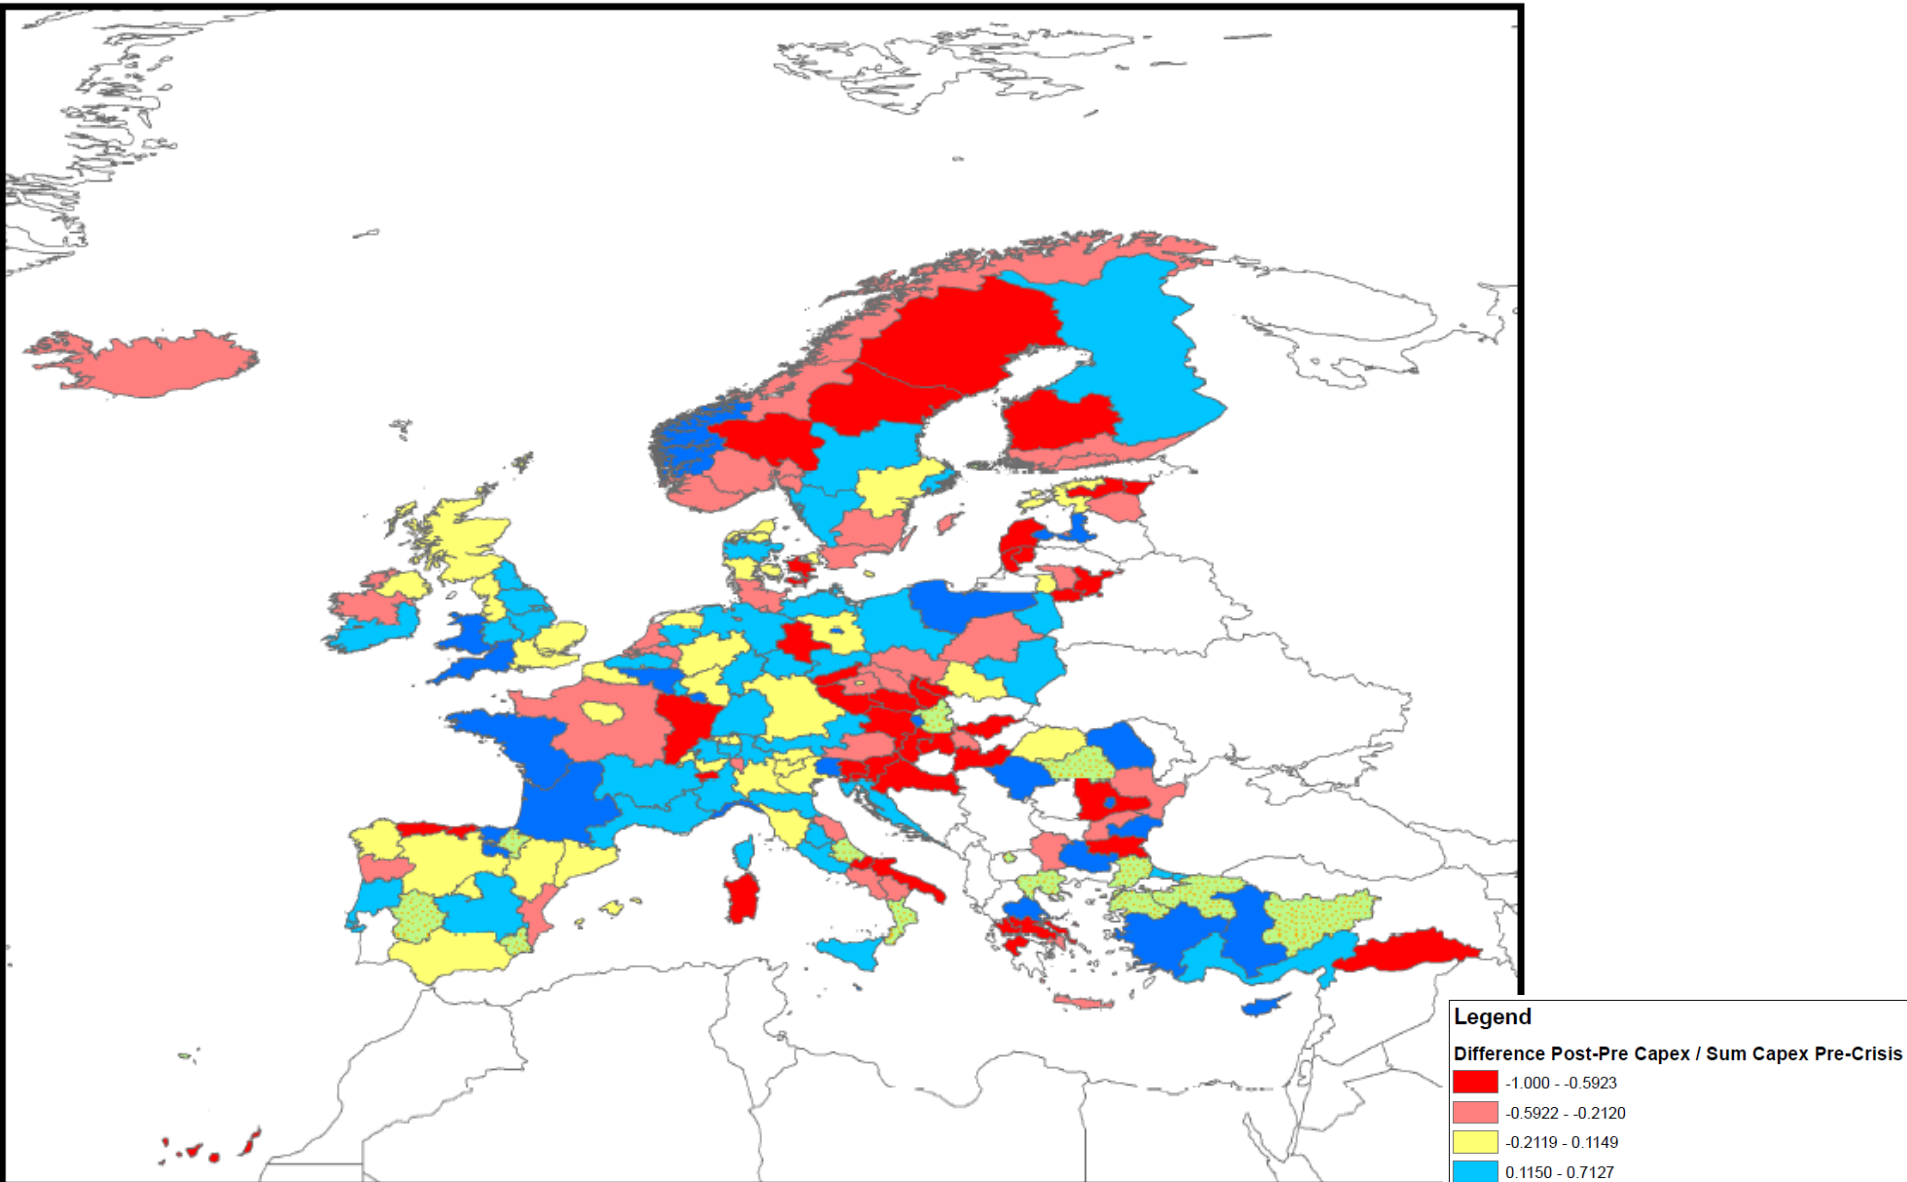 Legend
Difference Post-Pre Capex / Sum Capex Pre-Crisis
-1.000 - -0.5923
-0.5922 - -0.2120
-0.2119 - 0.1149
0.1150 - 0.7127